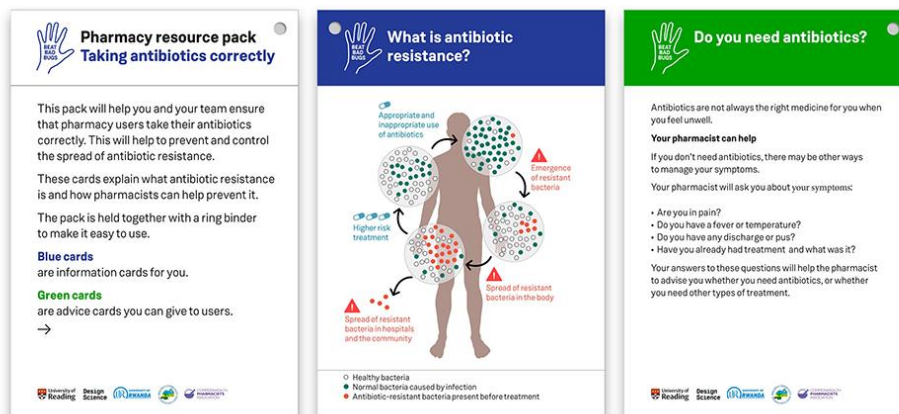 BEAT
BAD
BUGS
Pharmacy resource pack
Taking antibiotics correctly
This pack will help you and your team ensure
that pharmacy users take their antibiotics
correctly. This will help to prevent and control
the spread of antibiotic resistance.
These cards explain what antibiotic resistance
is and how pharmacists can help prevent it.
The pack is held together with a ring binder
to make it easy to use.
Blue cards
are information cards for you.
Green cards
are advice cards you can give to users.
University of
Reading
Design
Science
UNIVERSITY of
RWANDA
COMMONWEALTH
PHARMACISTS
ASSOCIATION
BEAT
BAD
BUGS
What is antibiotic
resistance?
Appropriate and
inappropriate use
of antibiotics
Emergence
of resistant
bacteria
Higher risk
treatment
Spread of resistant
bacteria in the body
Spread of resistant
bacteria in hospitals
and the community
Healthy bacteria
Normal bacteria caused by infection
Antibiotic-resistant bacteria present before treatment
BEAT
BAD
BUGS
Do you need antibiotics?
Antibiotics are not always the right medicine for you when
you feel unwell.
Your pharmacist can help
If you don't need antibiotics, there may be other ways
to manage your symptoms.
Your pharmacist will ask you about your symptoms:
• Are you in pain?
• Do you have a fever or temperature?
• Do you have any discharge or pus?
• Have you already had treatment and what was it?
Your answers to these questions will help the pharmacist
to advise you whether you need antibiotics, or whether
you need other types of treatment.
University of
Reading
Design
Science
UNIVERSITY of
RWANDA
COMMONWEALTH
PHARMACISTS
ASSOCIATION